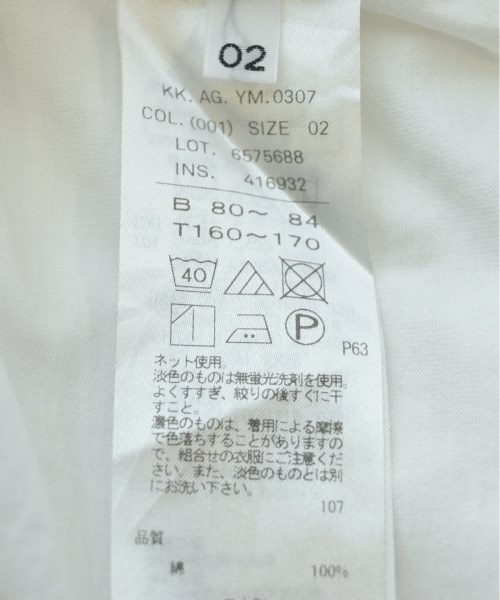 02
KK. AG. YM. 0307
COL. (001) SIZE 02
LOT. 6575688
INS. 416932
B 80～ 84
T160～170
40
P
P63
ネット使用。
淡色のものは無蛍光洗剤を使用。
よくすすぎ、絞りの後すぐに干
すこと。
濃色のものは、着用による摩擦
で色落ちすることがありますの
で、組合せの衣服にご注意くだ
さい。また、淡色のものとは別
にお洗い下さい。
107
品質
綿 100%